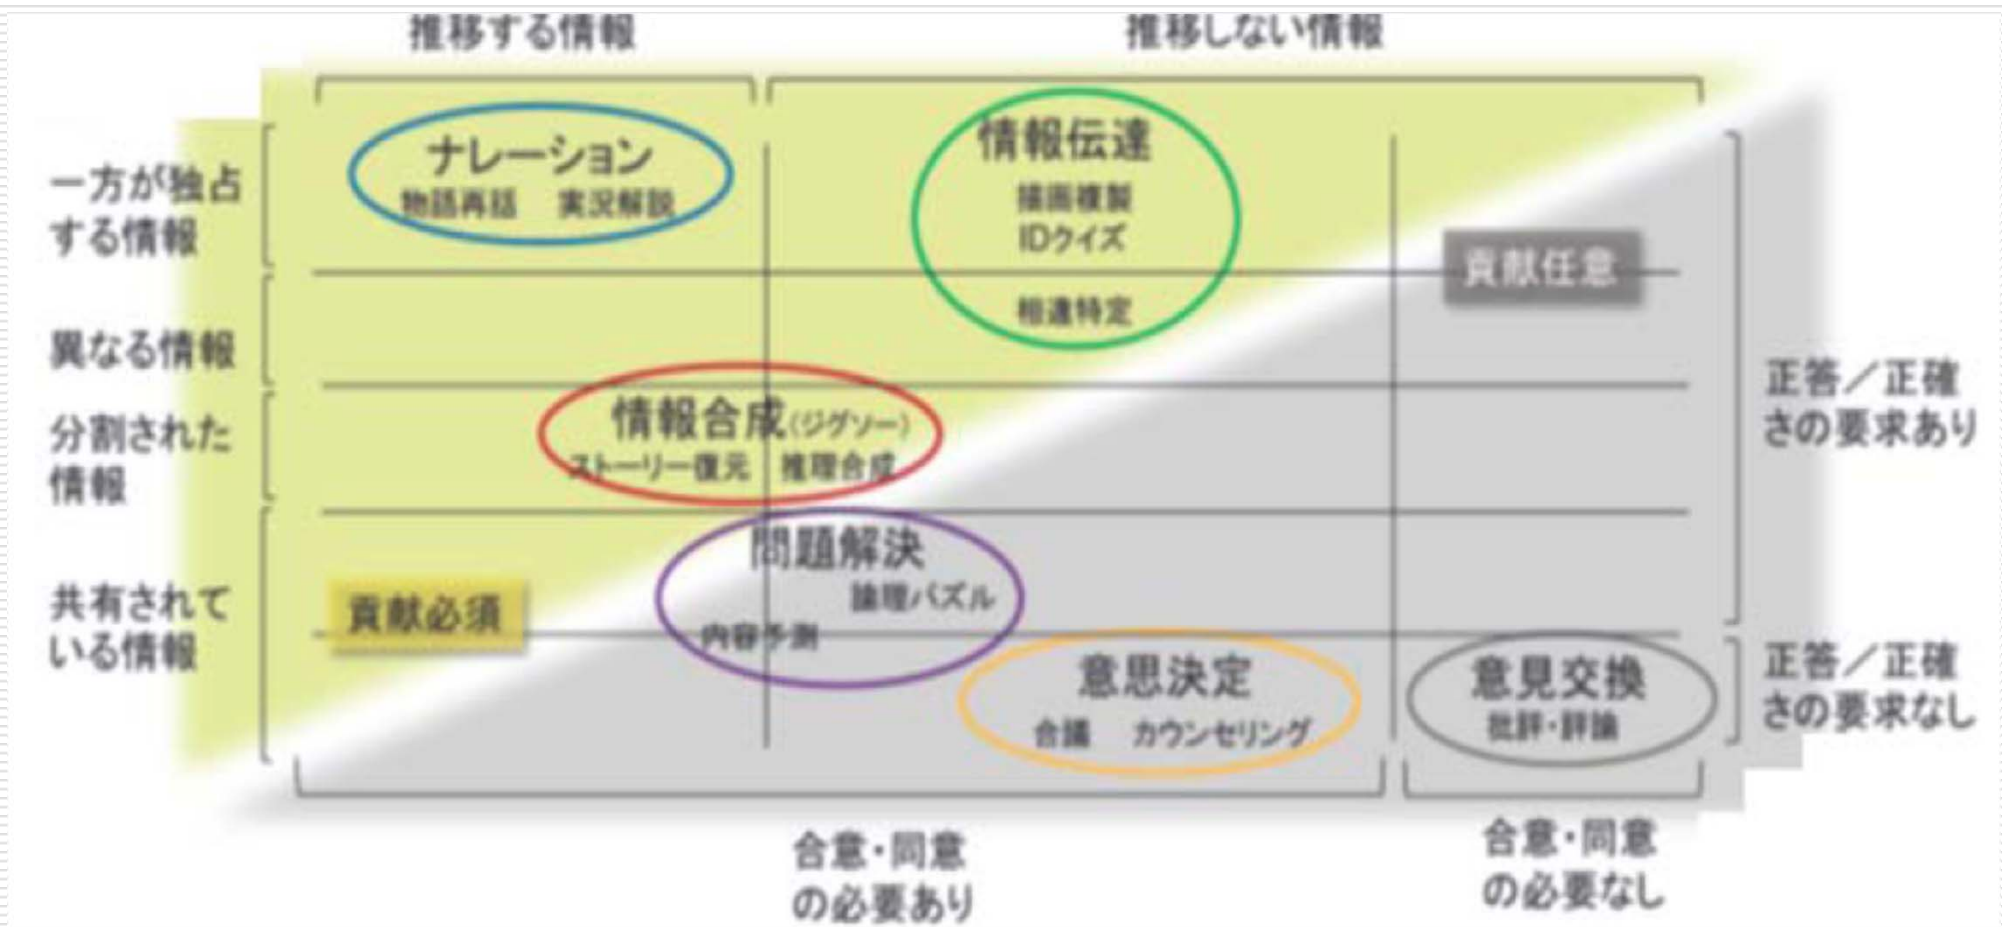 推移する情報
推移しない情報
一方が独占
する情報
ナレーション
物語再話 実況解説
情報伝達
描画複製
IDクイズ
貢献任意
異なる情報
相違特定
正答／正確
さの要求あり
分割された
情報
情報合成(ジグソー)
ストーリー復元 推理合成
共有されて
いる情報
貢献必須
問題解決
論理パズル
内容予測
意思決定
合議 カウンセリング
意見交換
批評・評論
正答／正確
さの要求なし
合意・同意
の必要あり
合意・同意
の必要なし